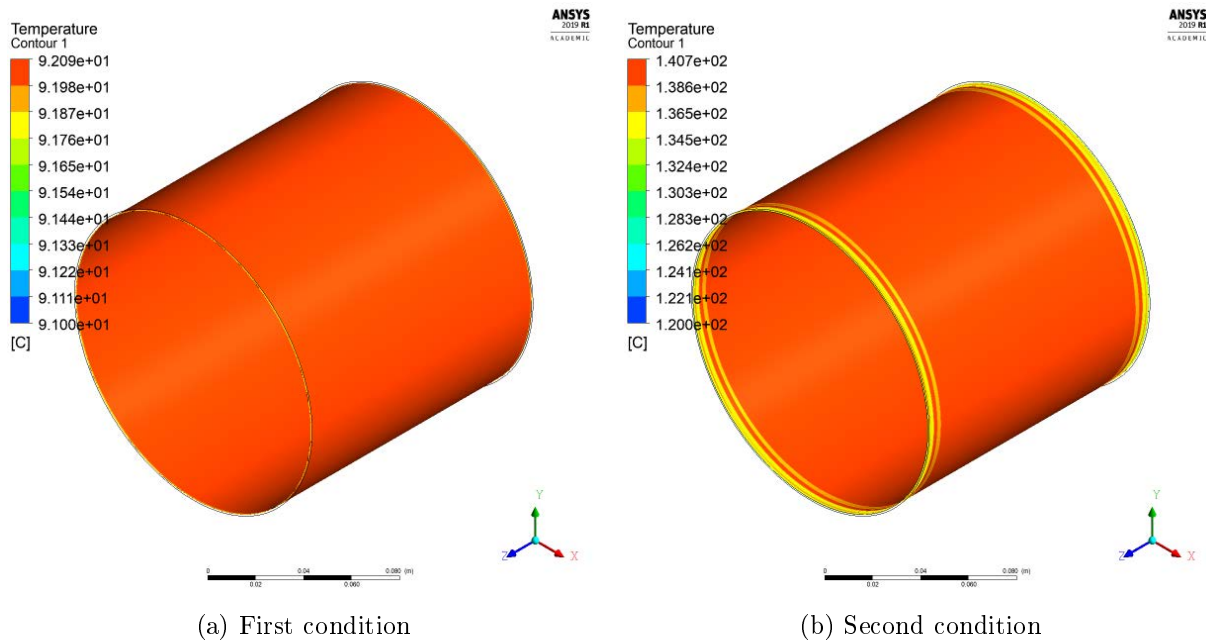 Temperature
Contour 1
9.209e+01
9.198e+01
9.187e+01
9.176e+01
9.165e+01
9.154e+01
9.144e+01
9.133e+01
9.122e+01
9.111e+01
9.100e+01
[C]
ANSYS
2019 R1
ACADEMIC
Y
Z
X
0
0.04
0.080 (m)
0.02
0.060
(a) First condition
Temperature
Contour 1
1.407e+02
1.386e+02
1.365e+02
1.345e+02
1.324e+02
1.303e+02
1.283e+02
1.262e+02
1.241e+02
1.221e+02
1.200e+02
[C]
ANSYS
2019 R1
ACADEMIC
Y
Z
X
0
0.04
0.080 (m)
0.02
0.060
(b) Second condition